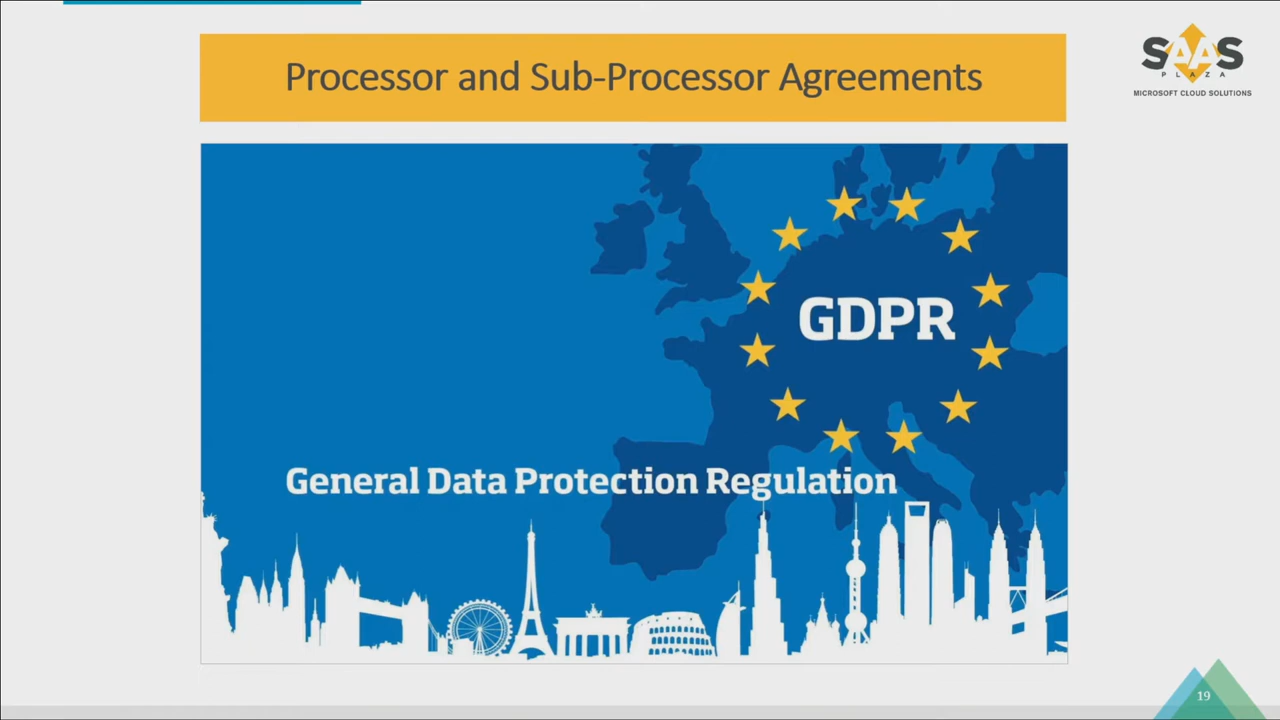 Processor and Sub-Processor Agreements
SAAS
PLAZA
MICROSOFT CLOUD SOLUTIONS
GDPR
General Data Protection Regulation
19